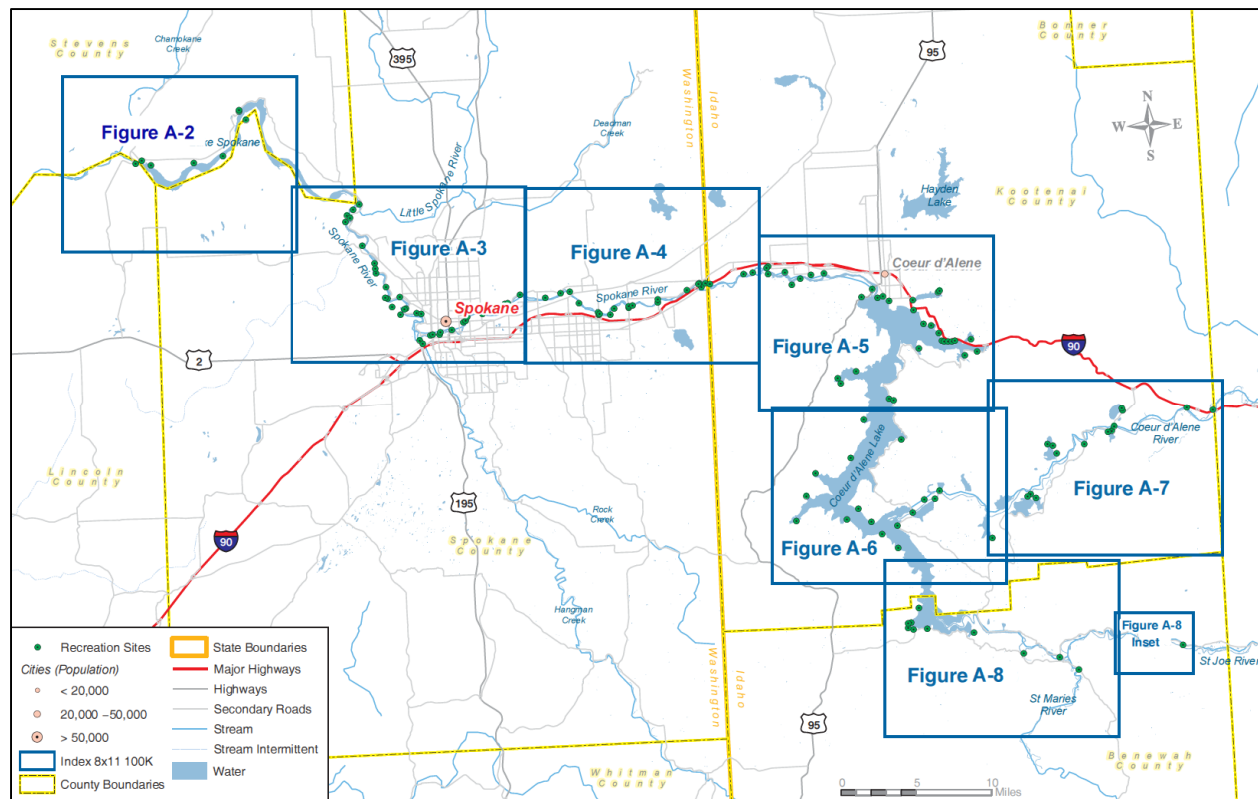 Stevens
County
Chamokane
Creek
395
95
Bonner
County
Washington
Idaho
N
W E
S
Figure A-2
ke Spokane
Deadman
Creek
Hayden
Lake
Kootenai
County
Little Spokane River
Figure A-3
Figure A-4
Spokane
River
Coeur d'Alene
Spokane River
Spokane
2
Figure A-5
90
Coeur d'Alene Lake
Coeur d'Alene
River
Lincoln
County
195
Figure A-7
Rock
Creek
90
Spokane
County
Figure A-6
Hangman
Creek
Figure A-8
Inset
St Joe River
Washington
Idaho
Figure A-8
St Maries
River
95
Benewah
County
Whitman
County
0 5 10
Miles
Recreation Sites
Cities (Population)
< 20,000
20,000 –50,000
> 50,000
Index 8x11 100K
County Boundaries
State Boundaries
Major Highways
Highways
Secondary Roads
Stream
Stream Intermittent
Water